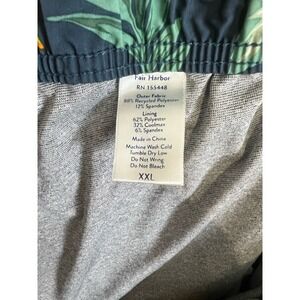 Fair Harbor
RN 155448
Outer Fabric
88% Recycled Polyester
12% Spandex
Lining
62% Polyester
32% Coolmax
6% Spandex
Made in China
Machine Wash Cold
Tumble Dry Low
Do Not Wring
Do Not Bleach
XXL